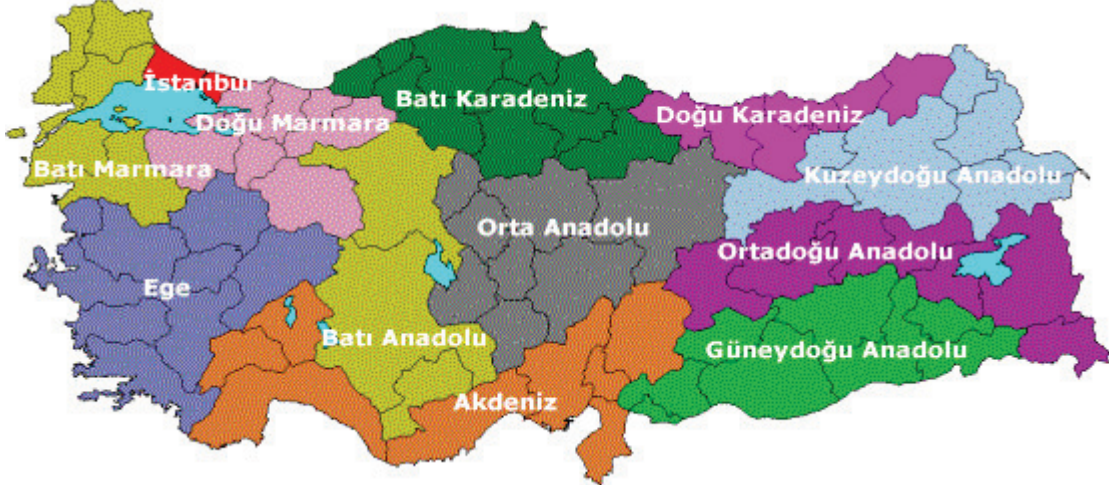 İstanbul
Batı Karadeniz
Doğu Karadeniz
Doğu Marmara
Batı Marmara
Kuzeydoğu Anadolu
Orta Anadolu
Ortadoğu Anadolu
Ege
Batı Anadolu
Güneydoğu Anadolu
Akdeniz